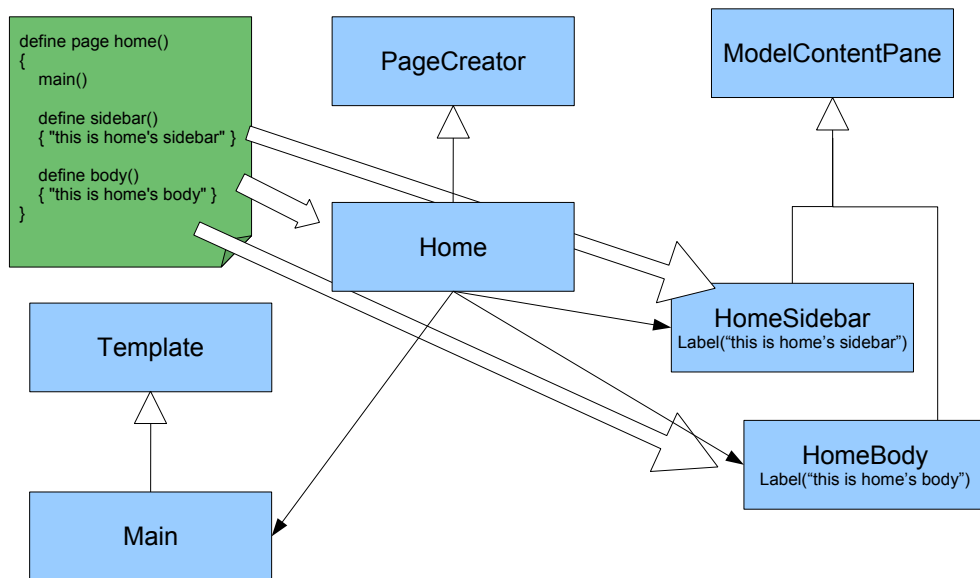 define page home()
{
main()
define sidebar()
{ "this is home's sidebar" }
define body()
{ "this is home's body" }
}
PageCreator
ModelContentPane
Home
HomeSidebar
Label(“this is home’s sidebar”)
Template
HomeBody
Label(“this is home’s body”)
Main